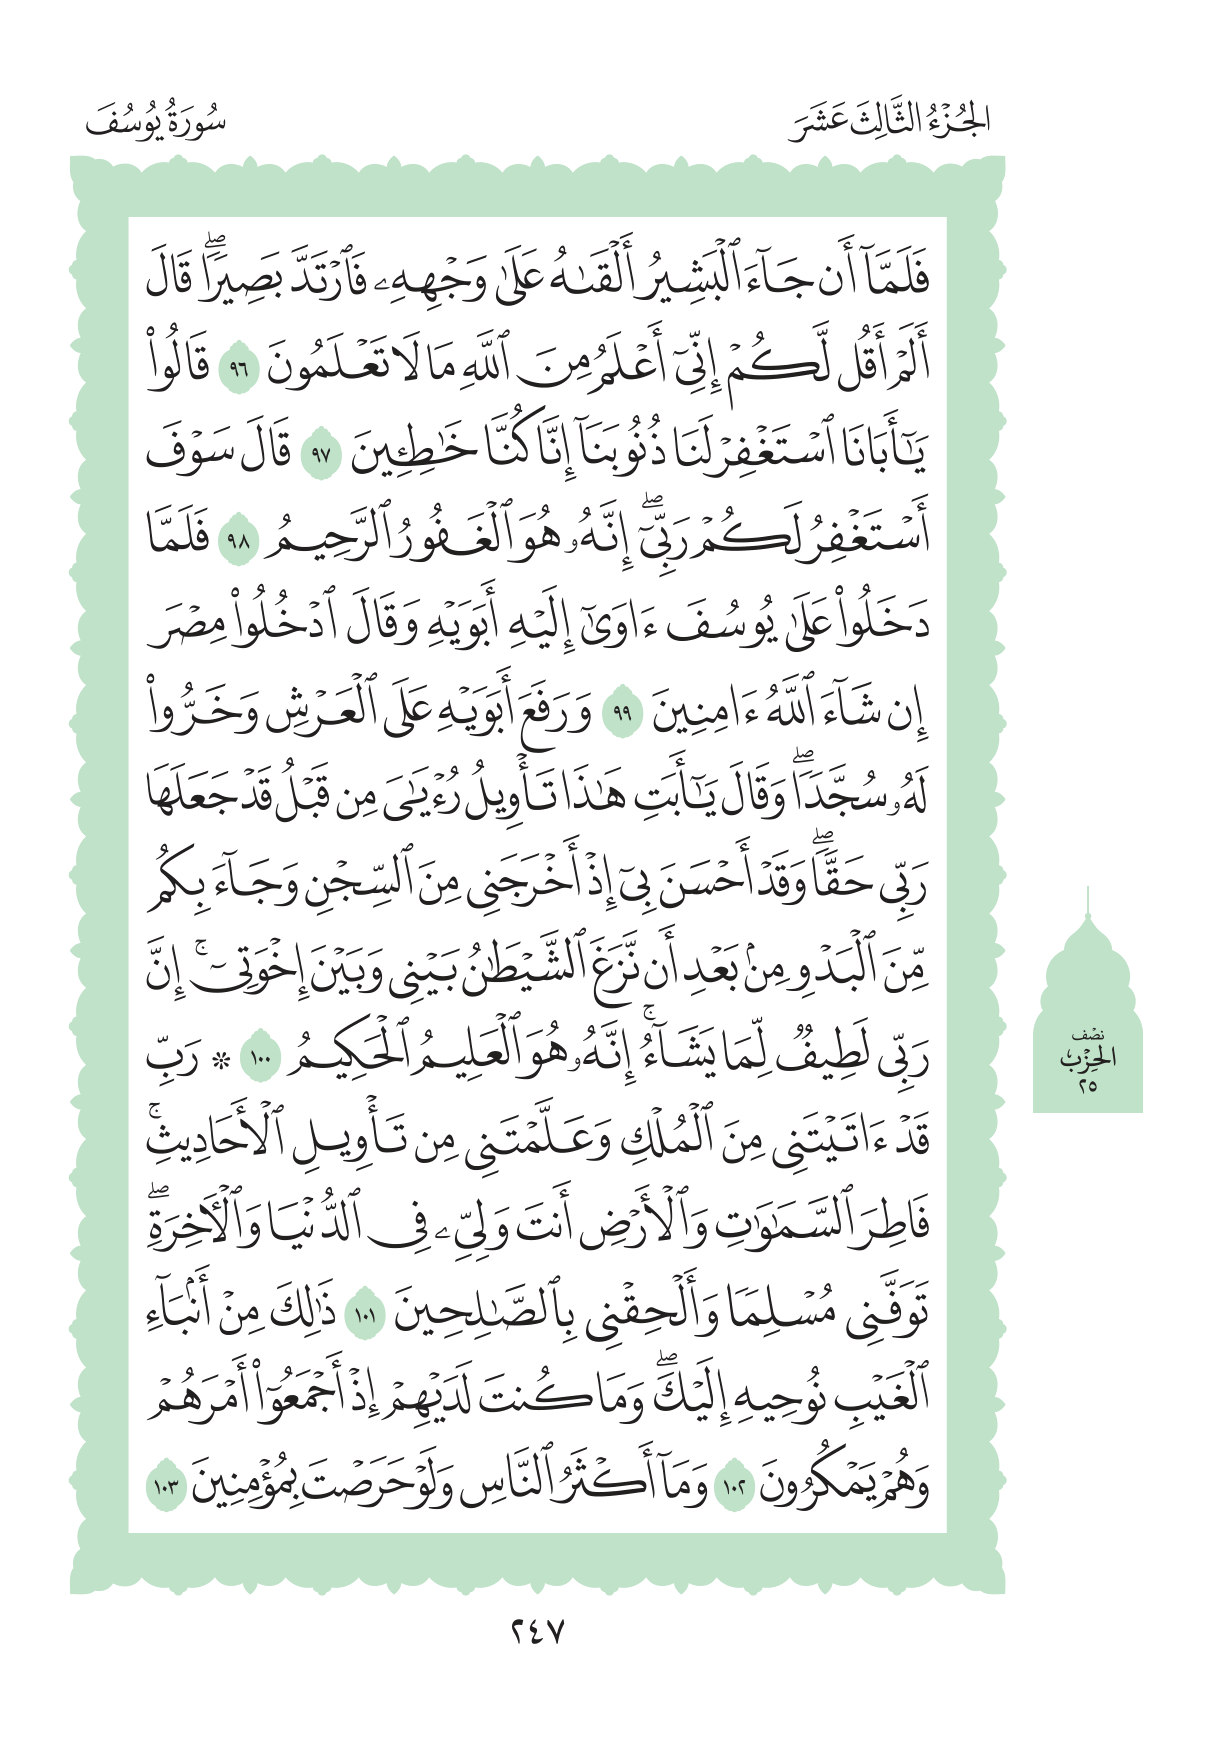 الجُزْءُ الثَّالِثَ عَشَرَ
سُورَةُ يُوسُفَ
فَلَمَّآ أَن جَآءَ ٱلْبَشِيرُ أَلْقَىٰهُ عَلَىٰ وَجْهِهِۦ فَٱرْتَدَّ بَصِيرًاۖ قَالَ
أَلَمْ أَقُل لَّكُمْ إِنِّىٓ أَعْلَمُ مِنَ ٱللَّهِ مَا لَا تَعْلَمُونَ ٩٦ قَالُوا۟
يَـٰٓأَبَانَا ٱسْتَغْفِرْ لَنَا ذُنُوبَنَآ إِنَّا كُنَّا خَـٰطِـِٔينَ ٩٧ قَالَ سَوْفَ
أَسْتَغْفِرُ لَكُمْ رَبِّىٓۖ إِنَّهُۥ هُوَ ٱلْغَفُورُ ٱلرَّحِيمُ ٩٨ فَلَمَّا
دَخَلُوا۟ عَلَىٰ يُوسُفَ ءَاوَىٰٓ إِلَيْهِ أَبَوَيْهِ وَقَالَ ٱدْخُلُوا۟ مِصْرَ
إِن شَآءَ ٱللَّهُ ءَامِنِينَ ٩٩ وَرَفَعَ أَبَوَيْهِ عَلَى ٱلْعَرْشِ وَخَرُّوا۟
لَهُۥ سُجَّدًاۖ وَقَالَ يَـٰٓأَبَتِ هَـٰذَا تَأْوِيلُ رُءْيَـٰىَ مِن قَبْلُ قَدْ جَعَلَهَا
رَبِّى حَقًّاۖ وَقَدْ أَحْسَنَ بِىٓ إِذْ أَخْرَجَنِى مِنَ ٱلسِّجْنِ وَجَآءَ بِكُم
مِّنَ ٱلْبَدْوِ مِنۢ بَعْدِ أَن نَّزَغَ ٱلشَّيْطَـٰنُ بَيْنِى وَبَيْنَ إِخْوَتِىٓۚ إِنَّ
رَبِّى لَطِيفٌ لِّمَا يَشَآءُۚ إِنَّهُۥ هُوَ ٱلْعَلِيمُ ٱلْحَكِيمُ ١٠٠ ۞ رَبِّ
قَدْ ءَاتَيْتَنِى مِنَ ٱلْمُلْكِ وَعَلَّمْتَنِى مِن تَأْوِيلِ ٱلْأَحَادِيثِۚ
فَاطِرَ ٱلسَّمَـٰوَٰتِ وَٱلْأَرْضِ أَنتَ وَلِىِّۦ فِى ٱلدُّنْيَا وَٱلْـَٔاخِرَةِۖ
تَوَفَّنِى مُسْلِمًا وَأَلْحِقْنِى بِٱلصَّـٰلِحِينَ ١٠١ ذَٰلِكَ مِنْ أَنۢبَآءِ
ٱلْغَيْبِ نُوحِيهِ إِلَيْكَۖ وَمَا كُنتَ لَدَيْهِمْ إِذْ أَجْمَعُوٓا۟ أَمْرَهُمْ
وَهُمْ يَمْكُرُونَ ١٠٢ وَمَآ أَكْثَرُ ٱلنَّاسِ وَلَوْ حَرَصْتَ بِمُؤْمِنِينَ ١٠٣
نصْف
الحِزْب
٢٥
٢٤٧